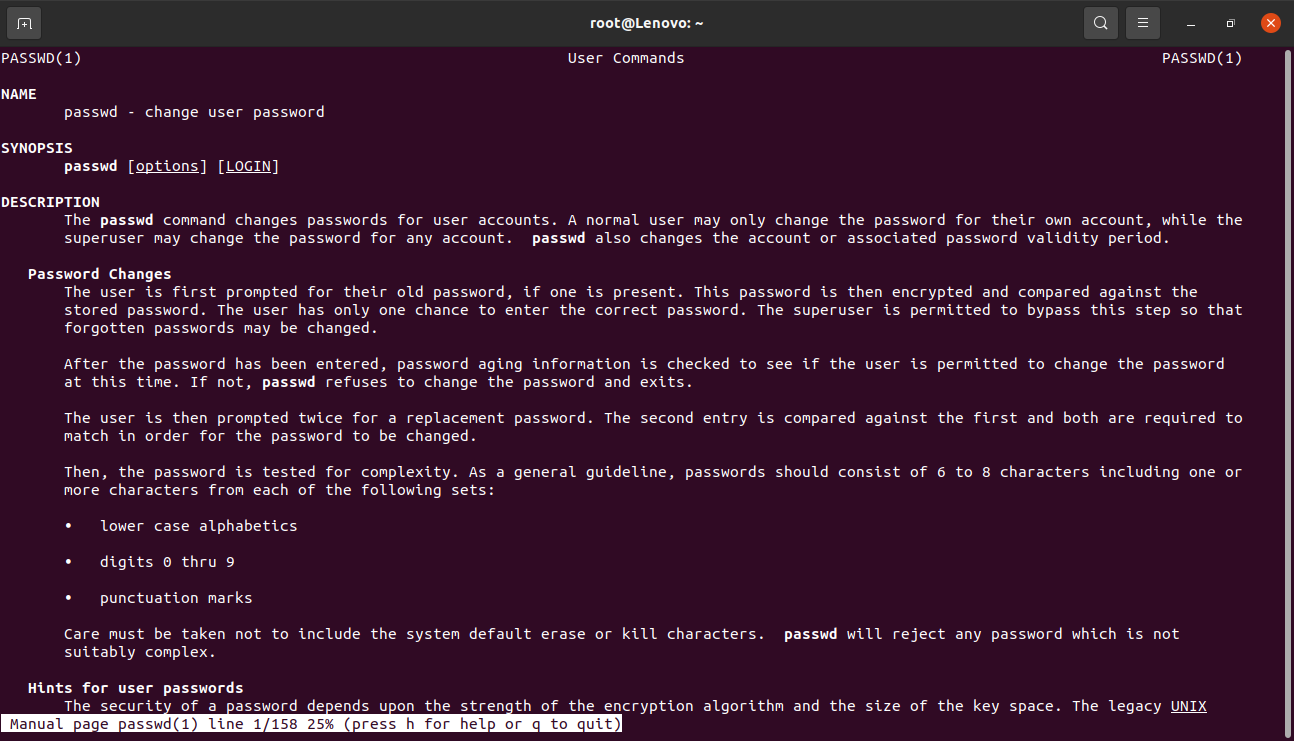 root@Lenovo: ~
PASSWD(1) User Commands PASSWD(1)
NAME
passwd - change user password
SYNOPSIS
passwd [options] [LOGIN]
DESCRIPTION
The passwd command changes passwords for user accounts. A normal user may only change the password for their own account, while the
superuser may change the password for any account. passwd also changes the account or associated password validity period.
Password Changes
The user is first prompted for their old password, if one is present. This password is then encrypted and compared against the
stored password. The user has only one chance to enter the correct password. The superuser is permitted to bypass this step so that
forgotten passwords may be changed.
After the password has been entered, password aging information is checked to see if the user is permitted to change the password
at this time. If not, passwd refuses to change the password and exits.
The user is then prompted twice for a replacement password. The second entry is compared against the first and both are required to
match in order for the password to be changed.
Then, the password is tested for complexity. As a general guideline, passwords should consist of 6 to 8 characters including one or
more characters from each of the following sets:
• lower case alphabetics
• digits 0 thru 9
• punctuation marks
Care must be taken not to include the system default erase or kill characters. passwd will reject any password which is not
suitably complex.
Hints for user passwords
The security of a password depends upon the strength of the encryption algorithm and the size of the key space. The legacy UNIX
Manual page passwd(1) line 1/158 25% (press h for help or q to quit)